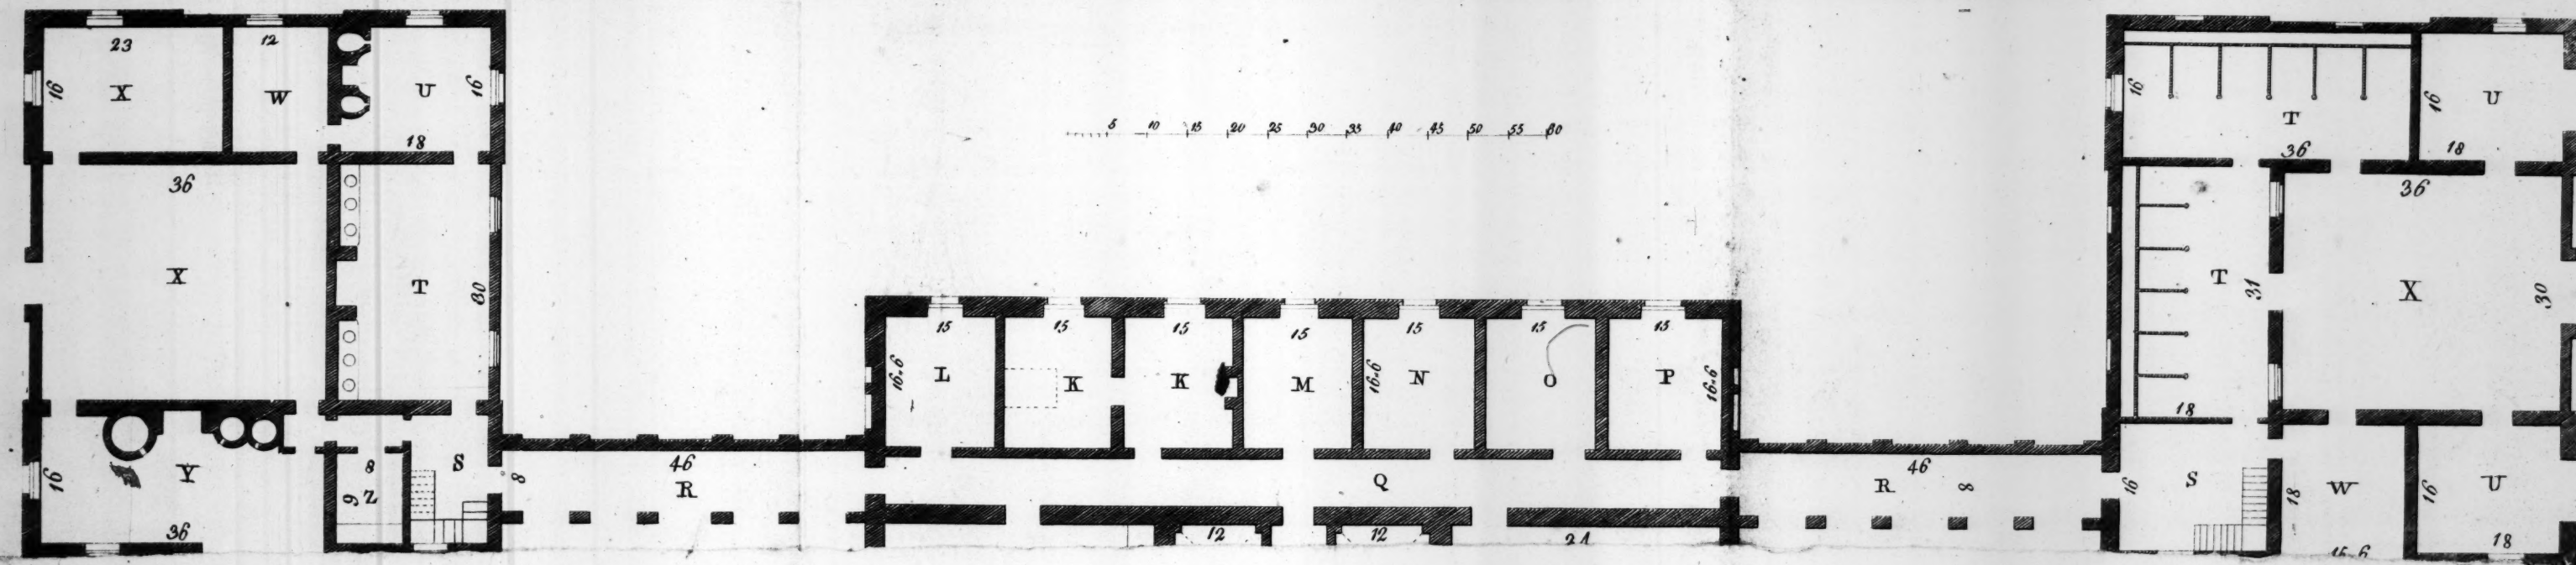 23 12
16 X W U 16
18
36
X T 30
16 Y 8 S
9 Z
36
8 46
R
5 10 15 20 25 30 35 40 45 50 55 60
15 15 15 15 15 15 15
16.6 L K K M 16.6 N O P 16.6
Q
12 12 24
46
R 8
16 T 16 U
36 18
36
T 31 X 30
18
16 S 18 W 16 U
15 6 18